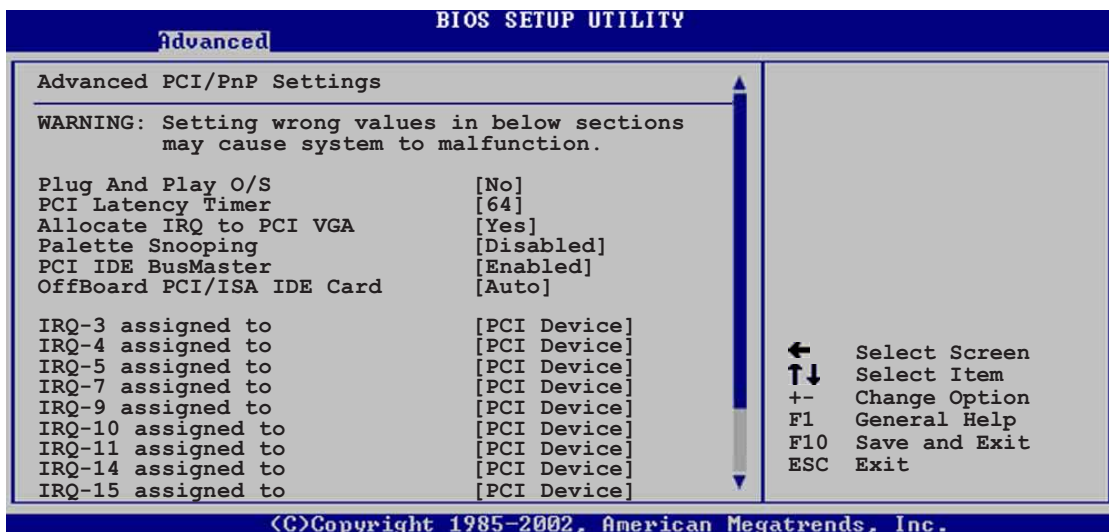 BIOS SETUP UTILITY
Advanced
Advanced PCI/PnP Settings
WARNING: Setting wrong values in below sections
may cause system to malfunction.
Plug And Play O/S [No]
PCI Latency Timer [64]
Allocate IRQ to PCI VGA [Yes]
Palette Snooping [Disabled]
PCI IDE BusMaster [Enabled]
OffBoard PCI/ISA IDE Card [Auto]
IRQ-3 assigned to [PCI Device]
IRQ-4 assigned to [PCI Device]
IRQ-5 assigned to [PCI Device]
IRQ-7 assigned to [PCI Device]
IRQ-9 assigned to [PCI Device]
IRQ-10 assigned to [PCI Device]
IRQ-11 assigned to [PCI Device]
IRQ-14 assigned to [PCI Device]
IRQ-15 assigned to [PCI Device]
← Select Screen
↑↓ Select Item
+- Change Option
F1 General Help
F10 Save and Exit
ESC Exit
(C)Copyright 1985-2002, American Megatrends, Inc.